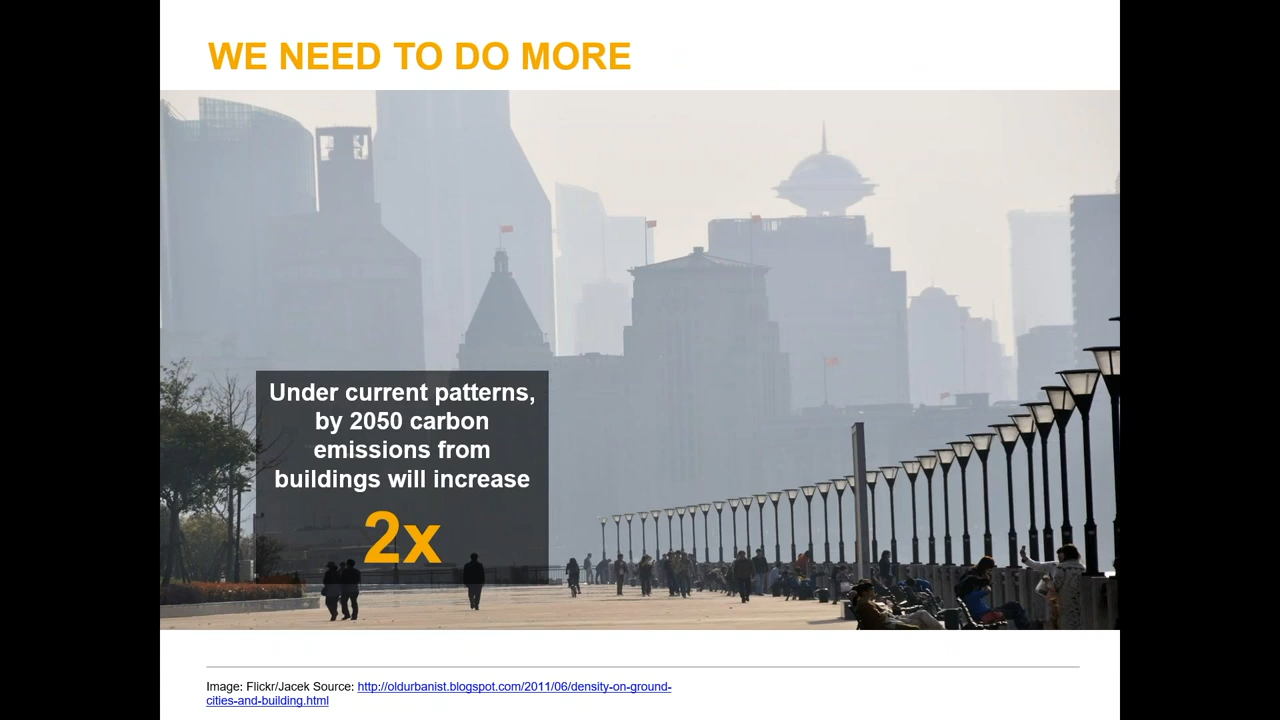 WE NEED TO DO MORE
Under current patterns,
by 2050 carbon
emissions from
buildings will increase
2x
Image: Flickr/Jacek Source: http://oldurbanist.blogspot.com/2011/06/density-on-ground-
cities-and-building.html